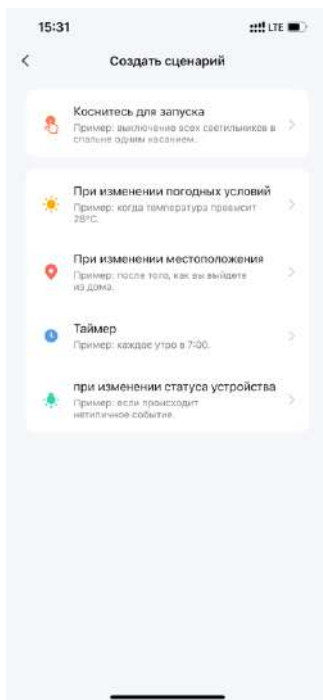 15:31
LTE
Создать сценарий
Коснитесь для запуска
Пример: выключение всех светильников в
спальне одним касанием.
При изменении погодных условий
Пример: когда температура превысит
28°C.
При изменении местоположения
Пример: после того, как вы выйдете
из дома.
Таймер
Пример: каждое утро в 7:00.
при изменении статуса устройства
Пример: если происходит
нетипичное событие.